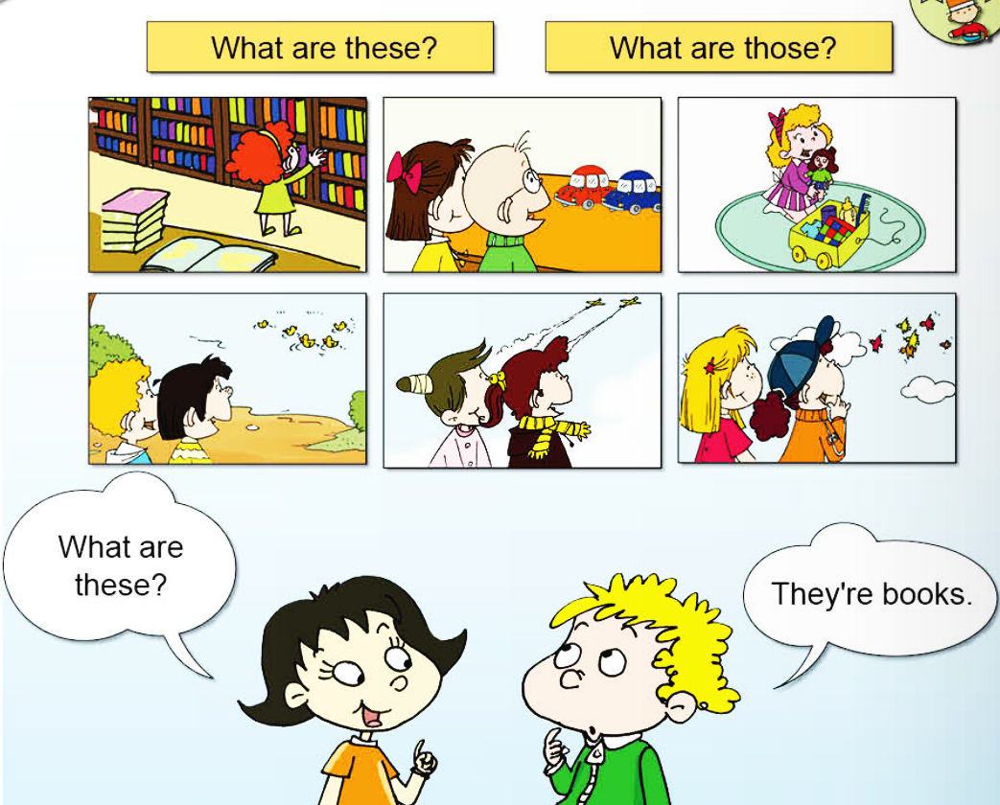 What are these?
What are those?
What are
these?
They're books.